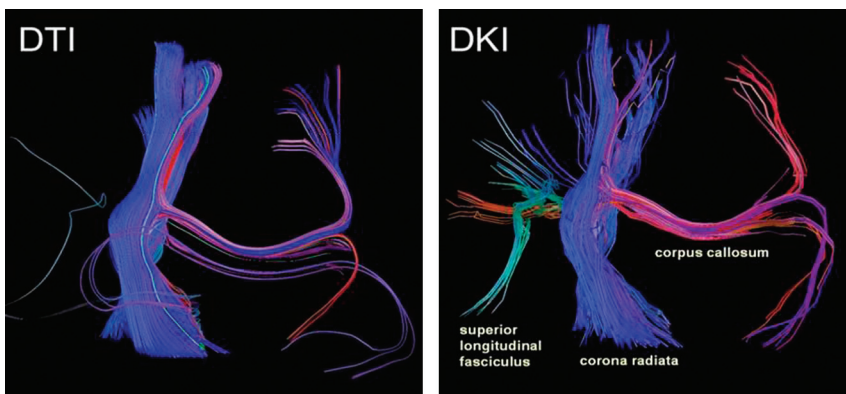 DTI
DKI
corpus callosum
superior
longitudinal
fasciculus
corona radiata